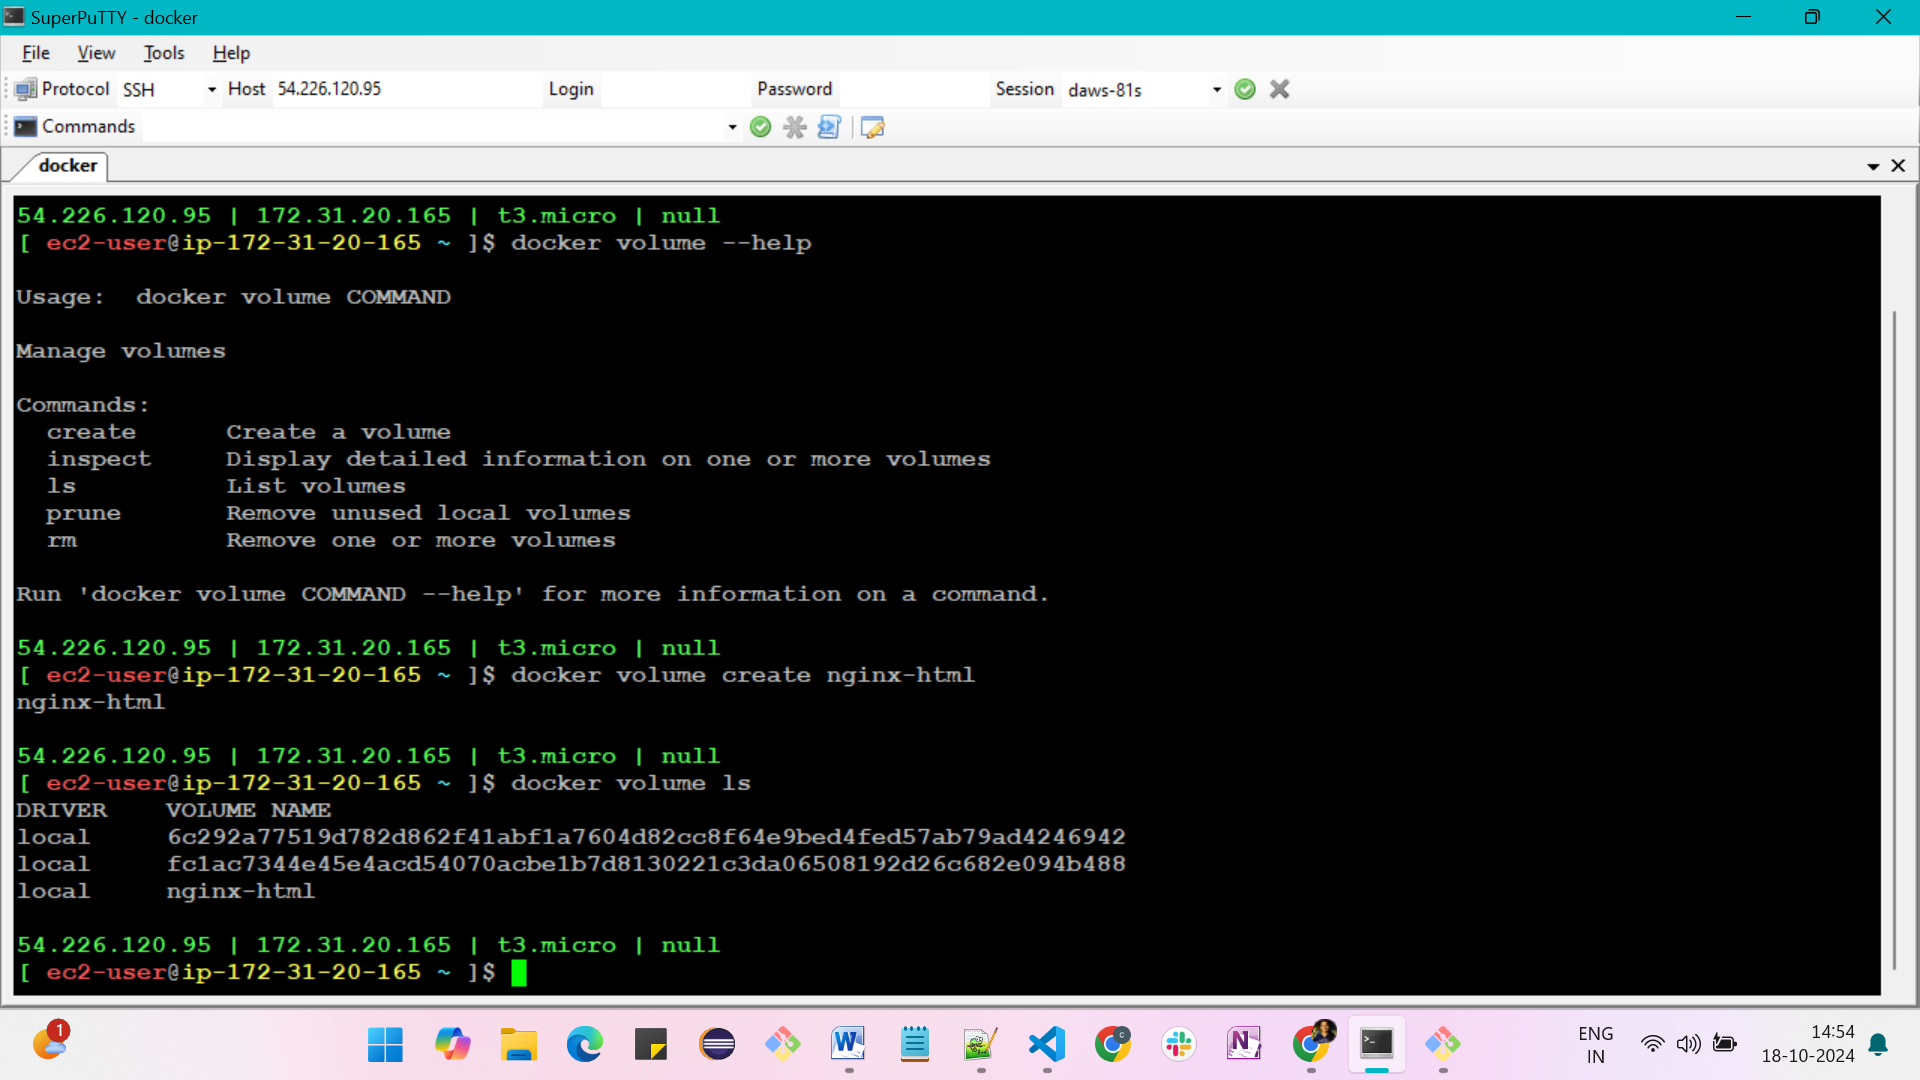 SuperPuTTY - docker
File View Tools Help
Protocol SSH Host 54.226.120.95 Login Password Session daws-81s
Commands
docker
54.226.120.95 | 172.31.20.165 | t3.micro | null
[ ec2-user@ip-172-31-20-165 ~ ]$ docker volume --help
Usage:  docker volume COMMAND
Manage volumes
Commands:
  create      Create a volume
  inspect     Display detailed information on one or more volumes
  ls          List volumes
  prune       Remove unused local volumes
  rm          Remove one or more volumes
Run 'docker volume COMMAND --help' for more information on a command.
54.226.120.95 | 172.31.20.165 | t3.micro | null
[ ec2-user@ip-172-31-20-165 ~ ]$ docker volume create nginx-html
nginx-html
54.226.120.95 | 172.31.20.165 | t3.micro | null
[ ec2-user@ip-172-31-20-165 ~ ]$ docker volume ls
DRIVER    VOLUME NAME
local     6c292a77519d782d862f41abf1a7604d82cc8f64e9bed4fed57ab79ad4246942
local     fc1ac7344e45e4acd54070acbe1b7d8130221c3da06508192d26c682e094b488
local     nginx-html
54.226.120.95 | 172.31.20.165 | t3.micro | null
[ ec2-user@ip-172-31-20-165 ~ ]$
1
ENG 14:54
IN 18-10-2024